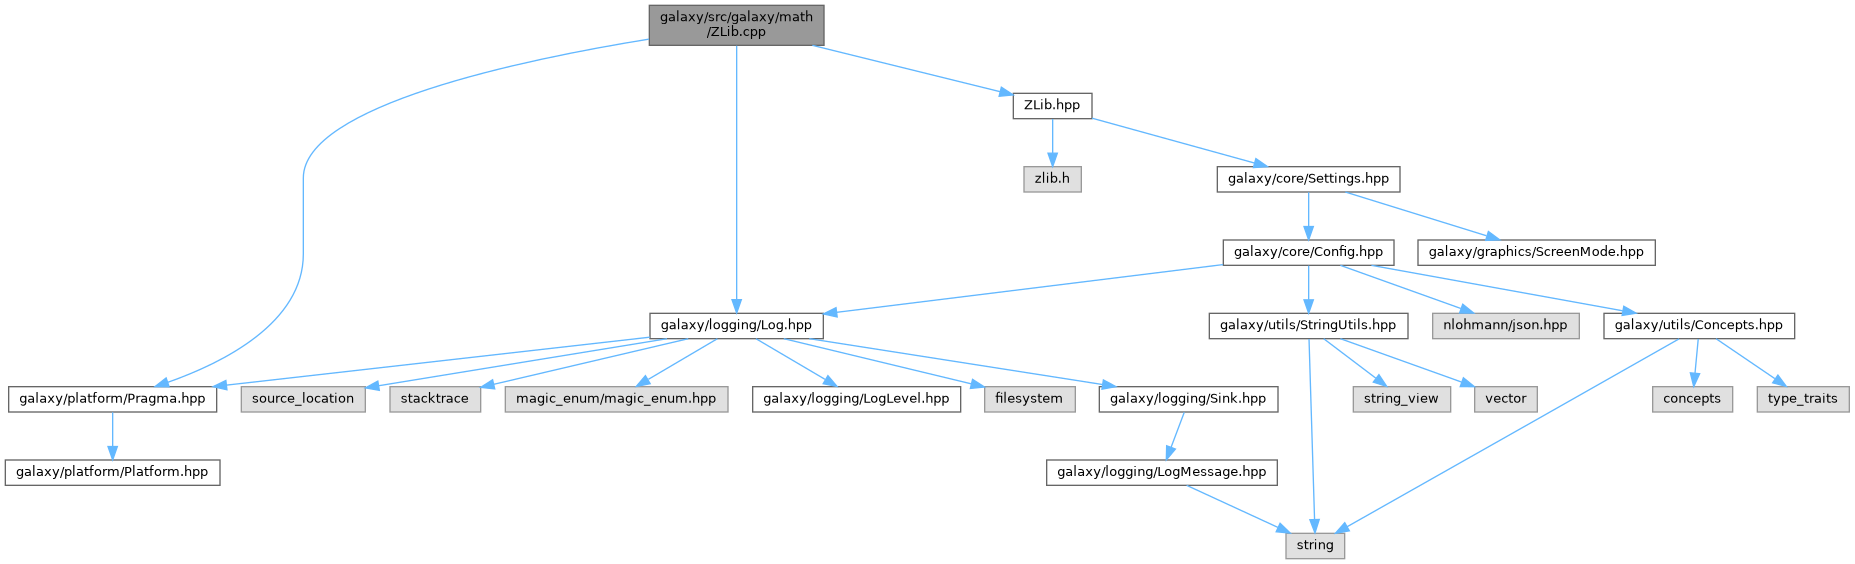 galaxy/src/galaxy/math
/ZLib.cpp
ZLib.hpp
zlib.h
galaxy/core/Settings.hpp
galaxy/core/Config.hpp
galaxy/graphics/ScreenMode.hpp
galaxy/logging/Log.hpp
galaxy/utils/StringUtils.hpp
nlohmann/json.hpp
galaxy/utils/Concepts.hpp
galaxy/platform/Pragma.hpp
source_location
stacktrace
magic_enum/magic_enum.hpp
galaxy/logging/LogLevel.hpp
filesystem
galaxy/logging/Sink.hpp
string_view
vector
concepts
type_traits
galaxy/platform/Platform.hpp
galaxy/logging/LogMessage.hpp
string